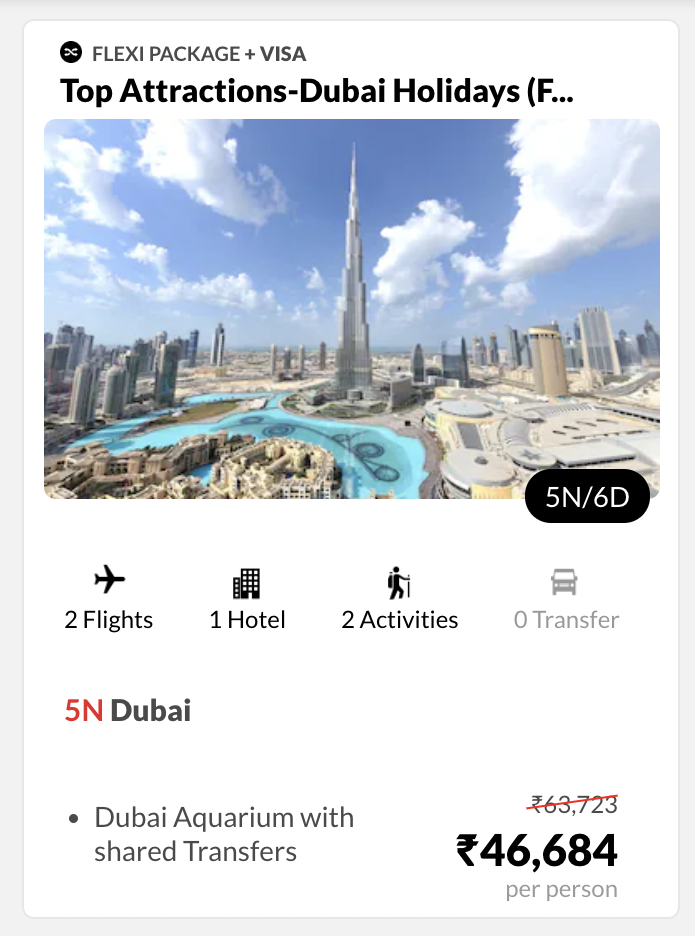 FLEXI PACKAGE + VISA
Top Attractions-Dubai Holidays (F...
5N/6D
2 Flights
1 Hotel
2 Activities
0 Transfer
5N Dubai
Dubai Aquarium with
shared Transfers
₹63,723
₹46,684
per person